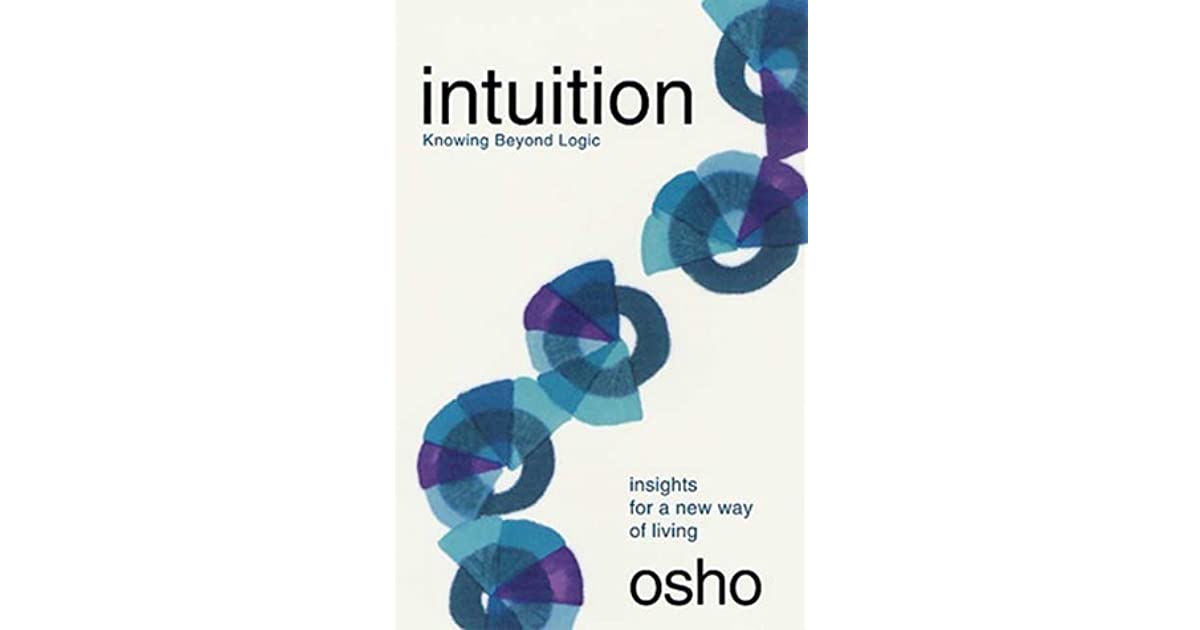 intuition
Knowing Beyond Logic
insights
for a new way
of living
osho